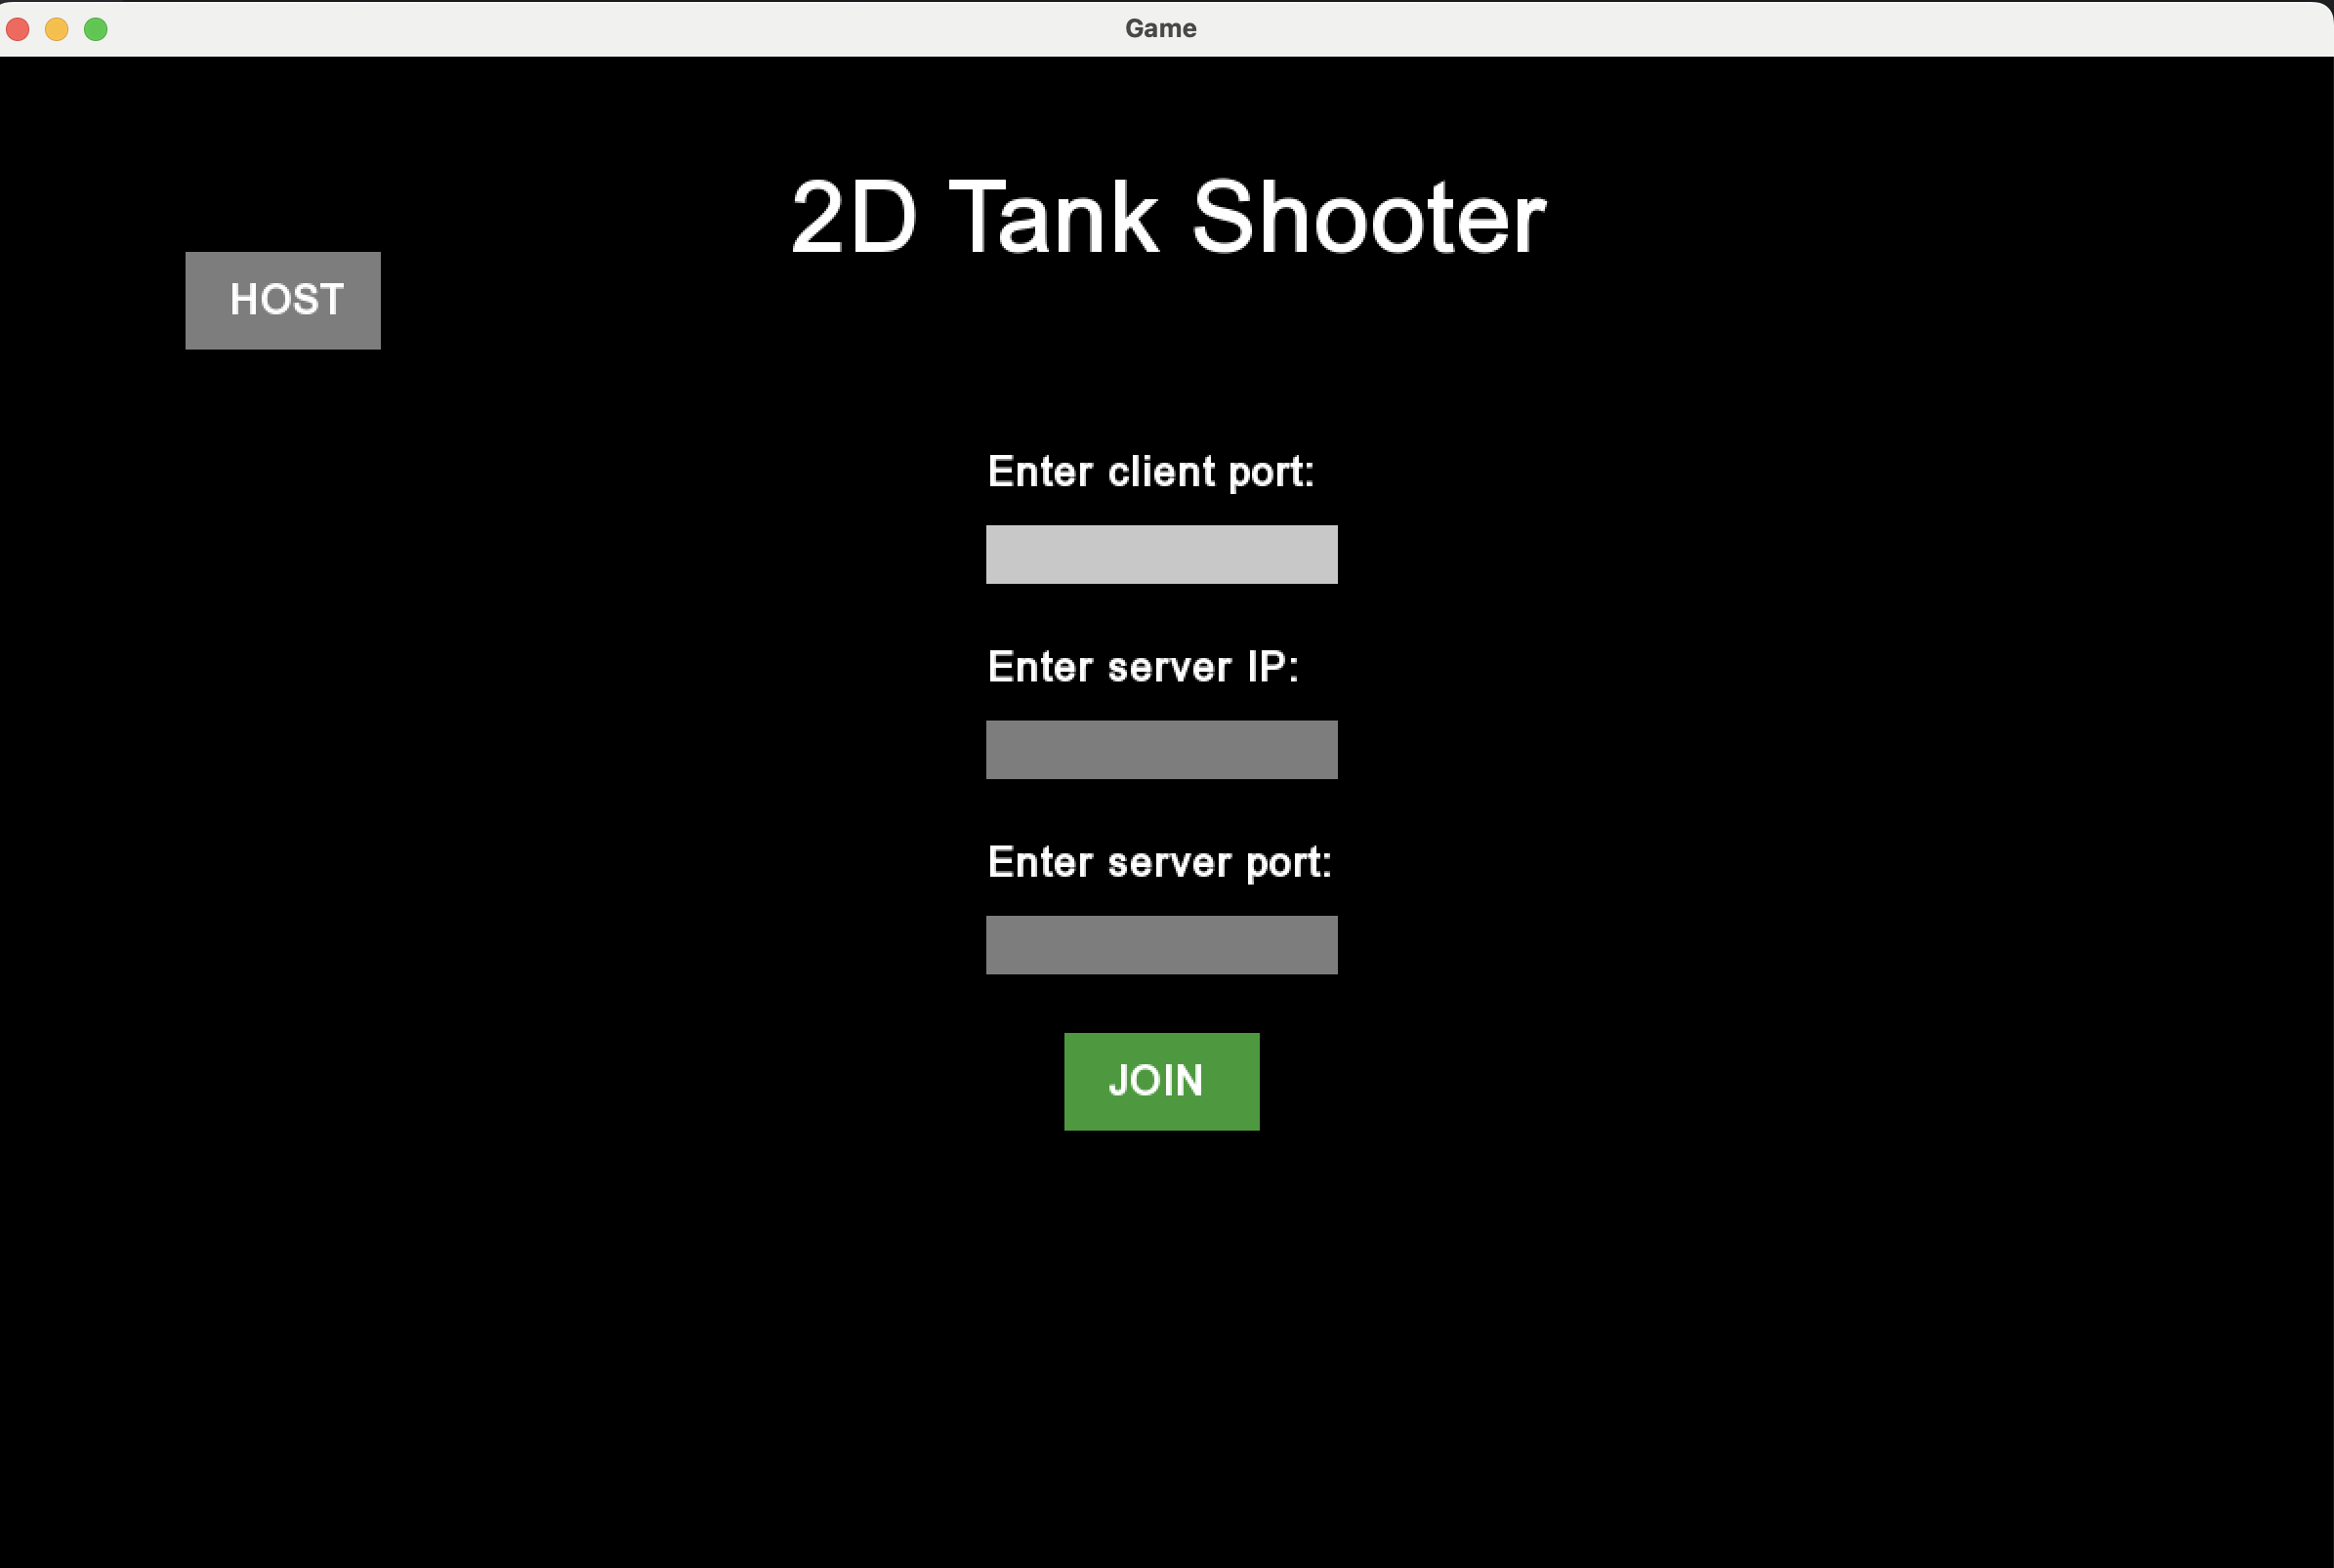 Game
2D Tank Shooter
HOST
Enter client port:
Enter server IP:
Enter server port:
JOIN